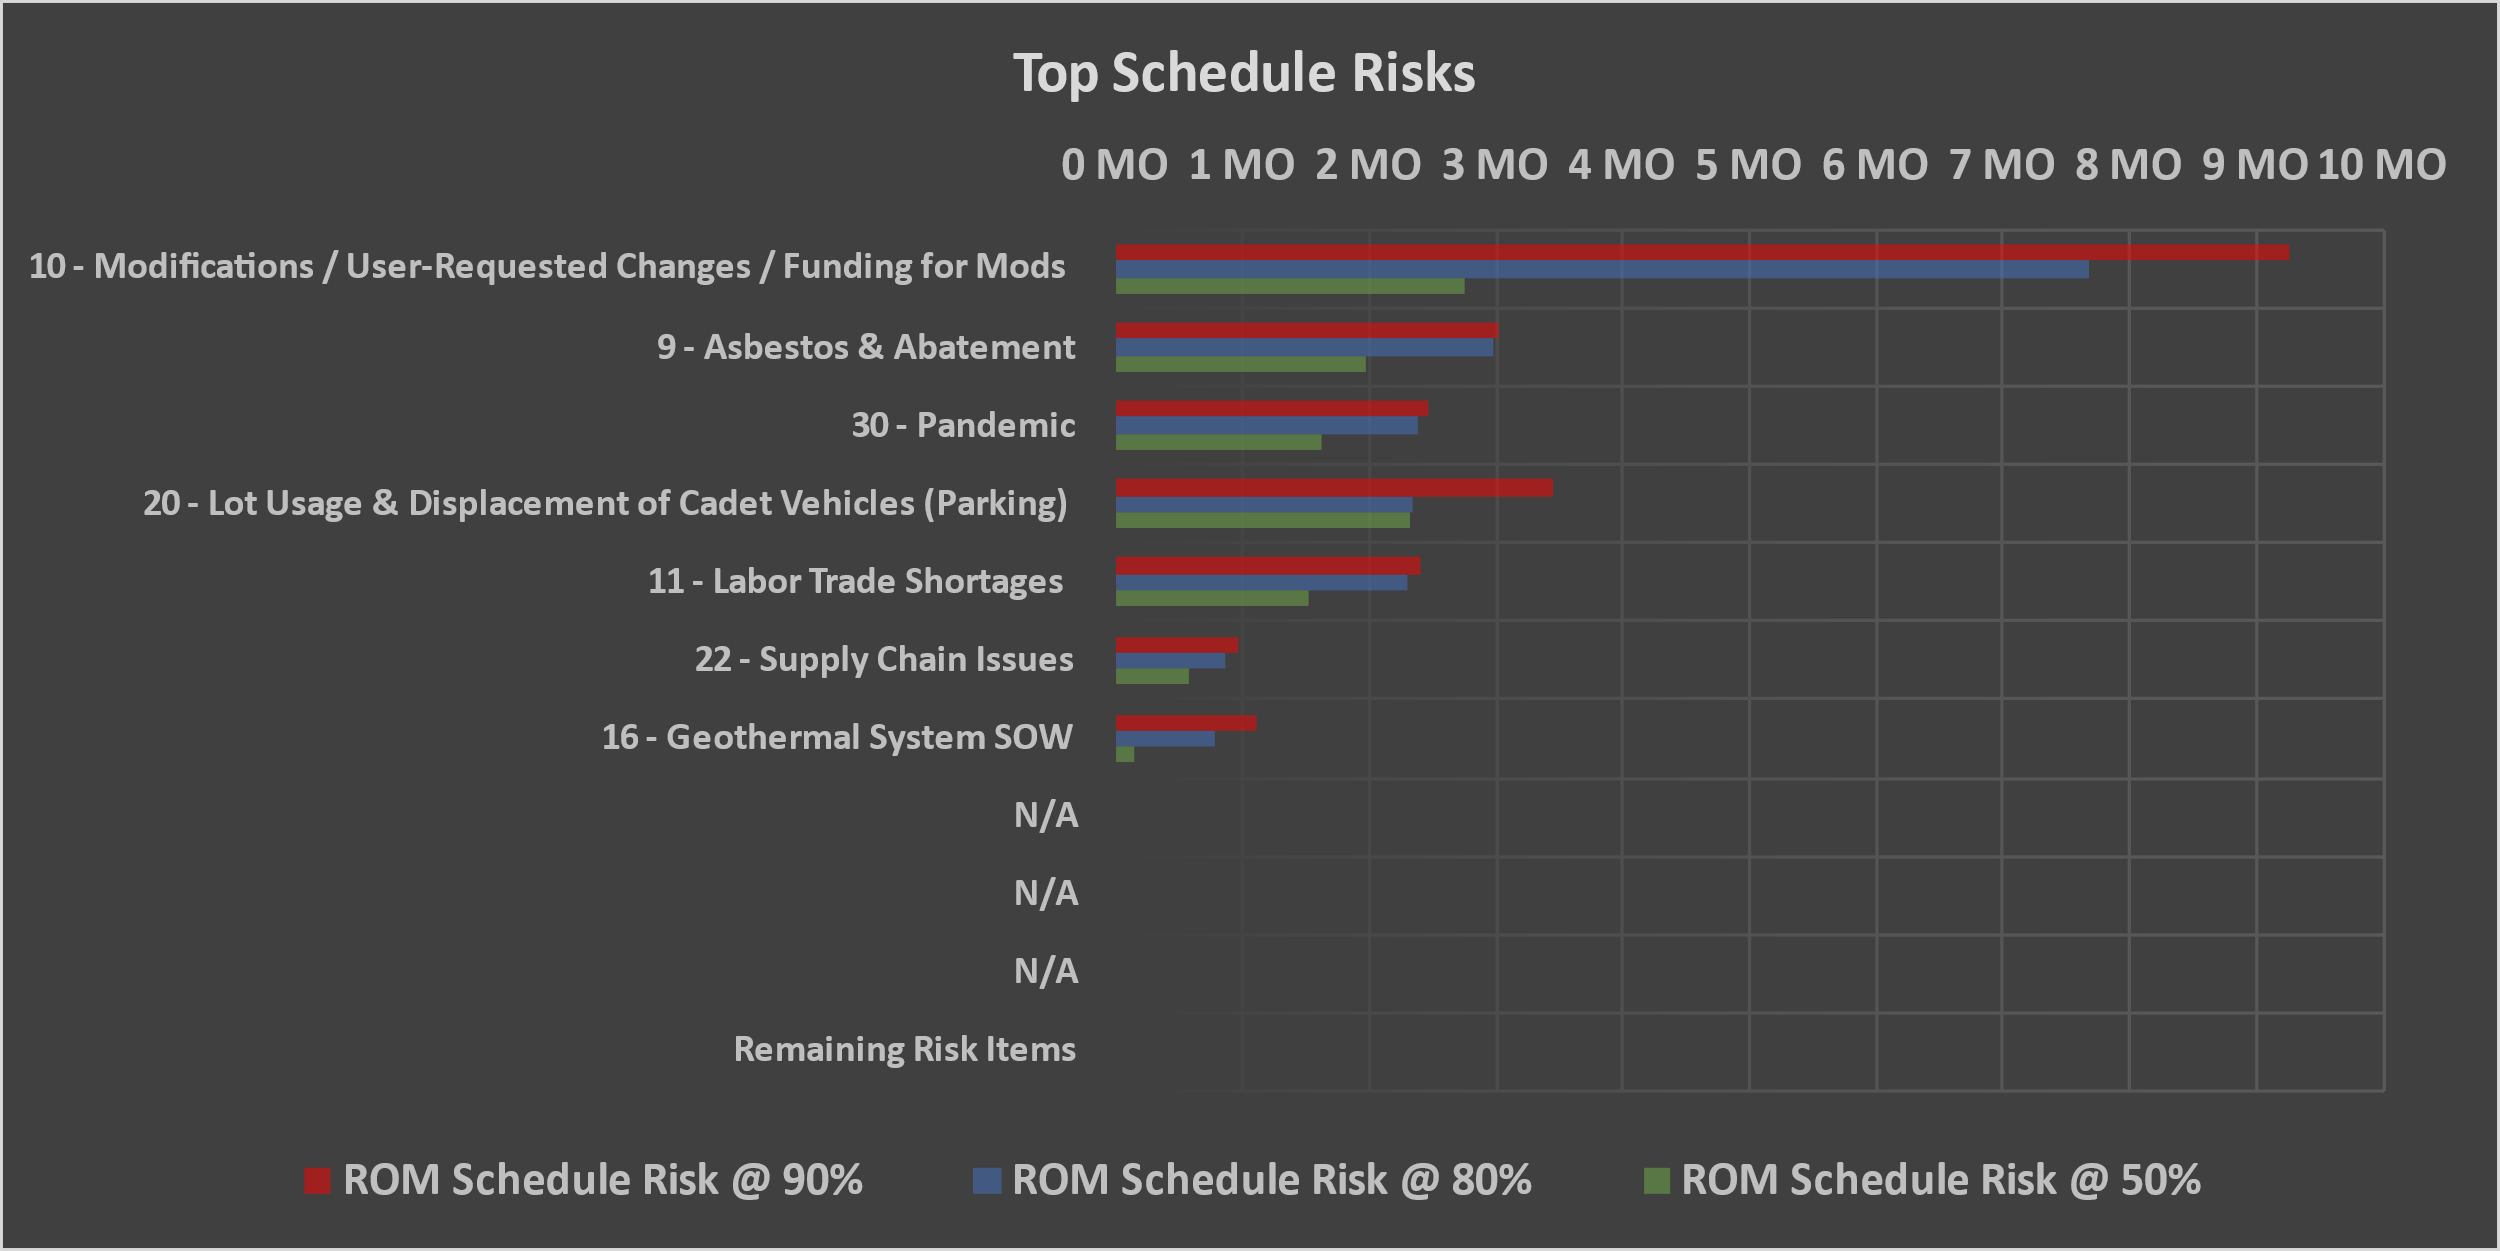 Top Schedule Risks
0 MO 1 MO 2 MO 3 MO 4 MO 5 MO 6 MO 7 MO 8 MO 9 MO 10 MO
10 - Modifications / User-Requested Changes / Funding for Mods
9 - Asbestos & Abatement
30 - Pandemic
20 - Lot Usage & Displacement of Cadet Vehicles (Parking)
11 - Labor Trade Shortages
22 - Supply Chain Issues
16 - Geothermal System SOW
N/A
N/A
N/A
Remaining Risk Items
ROM Schedule Risk @ 90% ROM Schedule Risk @ 80% ROM Schedule Risk @ 50%